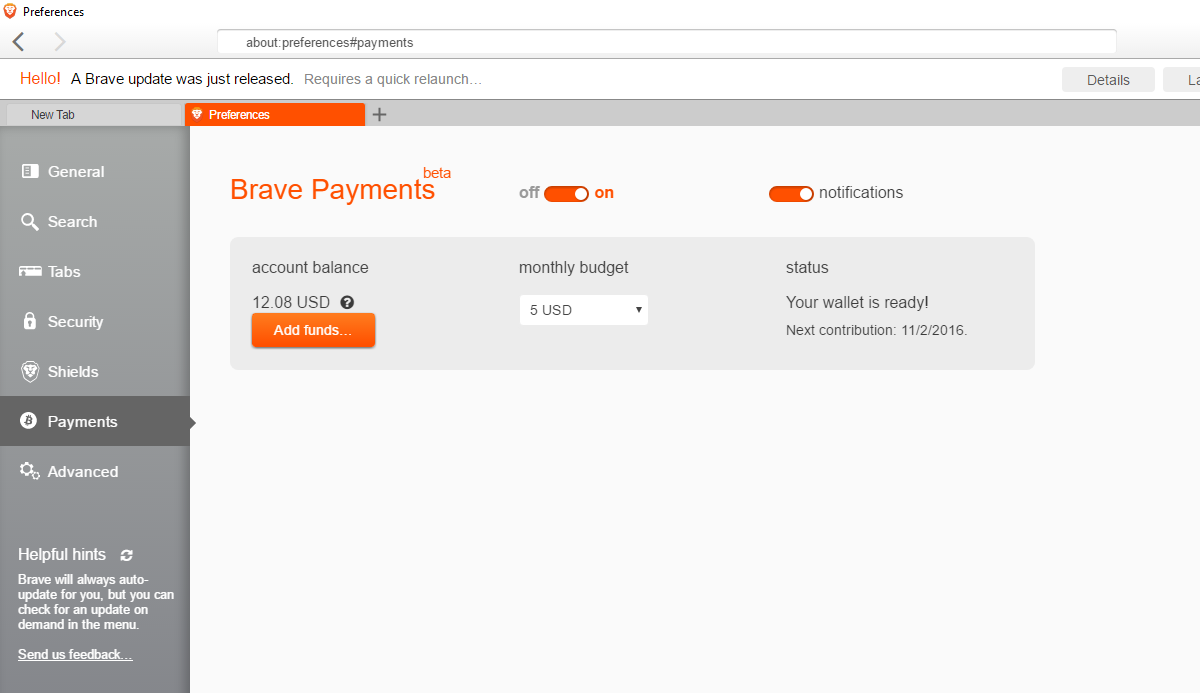 Preferences
about:preferences#payments
Hello! A Brave update was just released. Requires a quick relaunch...
Details
La
New Tab
Preferences
General
Search
Tabs
Security
Shields
Payments
Advanced
Helpful hints
Brave will always auto-
update for you, but you can
check for an update on
demand in the menu.
Send us feedback...
Brave Payments beta
off on
notifications
account balance
12.08 USD
Add funds...
monthly budget
5 USD
status
Your wallet is ready!
Next contribution: 11/2/2016.